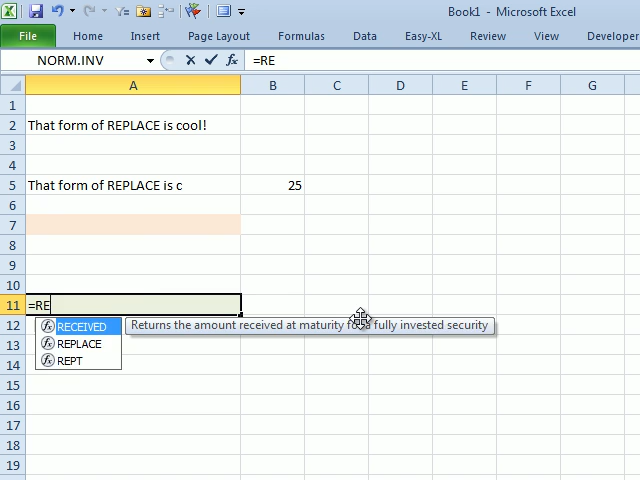 Book1 - Microsoft Excel
File Home Insert Page Layout Formulas Data Easy-XL Review View Developer
NORM.INV fx =RE
A B C D E F G
1
2 That form of REPLACE is cool!
3
4
5 That form of REPLACE is c 25
6
7
8
9
10
11 =RE
12 fx RECEIVED Returns the amount received at maturity for a fully invested security
13 fx REPLACE
14 fx REPT
15
16
17
18
19